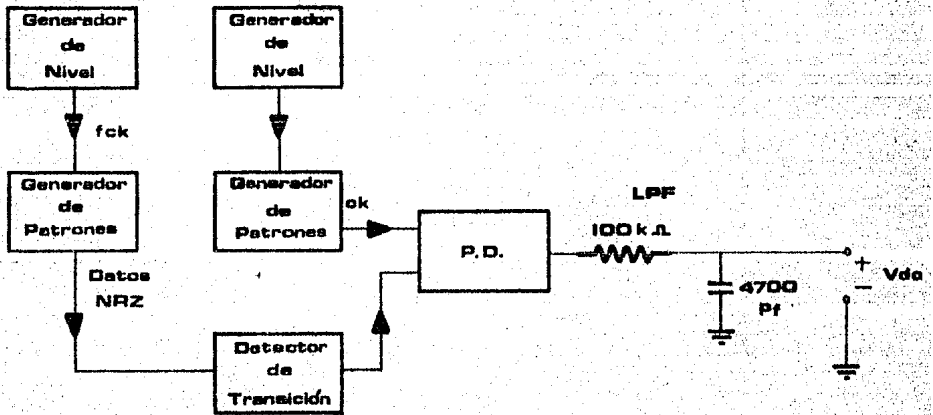 Generador
de
Nivel
Generador
de
Nivel
fck
Generador
de
Patrones
Generador
de
Patrones
ck
P.D.
LPF
100 k Ω
4700
Pf
+
Vda
−
Datos
NRZ
Detector
de
Transición